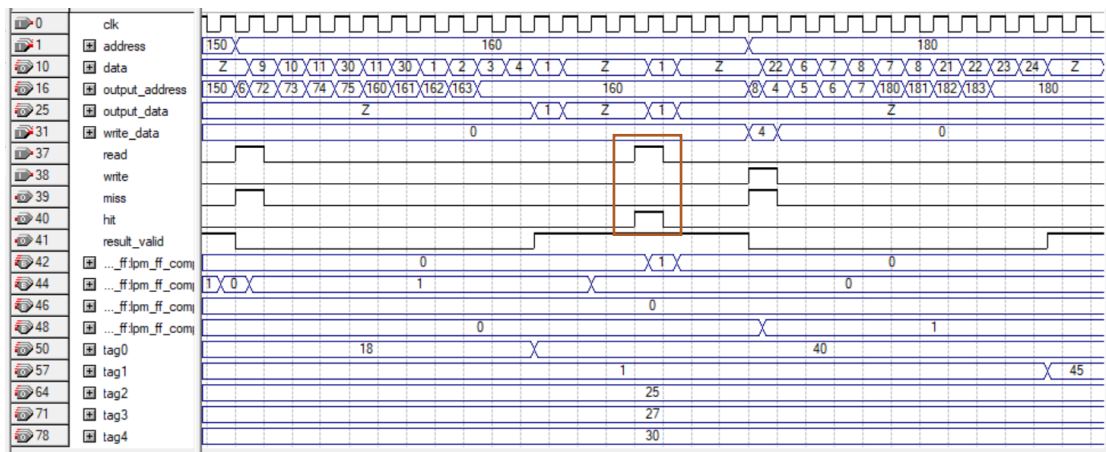 0 clk
1 address 150 160 180
10 data Z 9 10 11 30 11 30 1 2 3 4 1 Z 1 Z 22 6 7 8 7 8 21 22 23 24 Z
16 output_address 150 6 72 73 74 75 160 161 162 163 160 8 4 5 6 7 180 181 182 183 180
25 output_data Z 1 Z 1 Z
31 write_data 0 4 0
37 read
38 write
39 miss
40 hit
41 result_valid
42 ..._ff:lpm_ff_com 0 1 0
44 ..._ff:lpm_ff_com 1 0 1 0
46 ..._ff:lpm_ff_com 0
48 ..._ff:lpm_ff_com 0 1
50 tag0 18 40
57 tag1 1 45
64 tag2 25
71 tag3 27
78 tag4 30